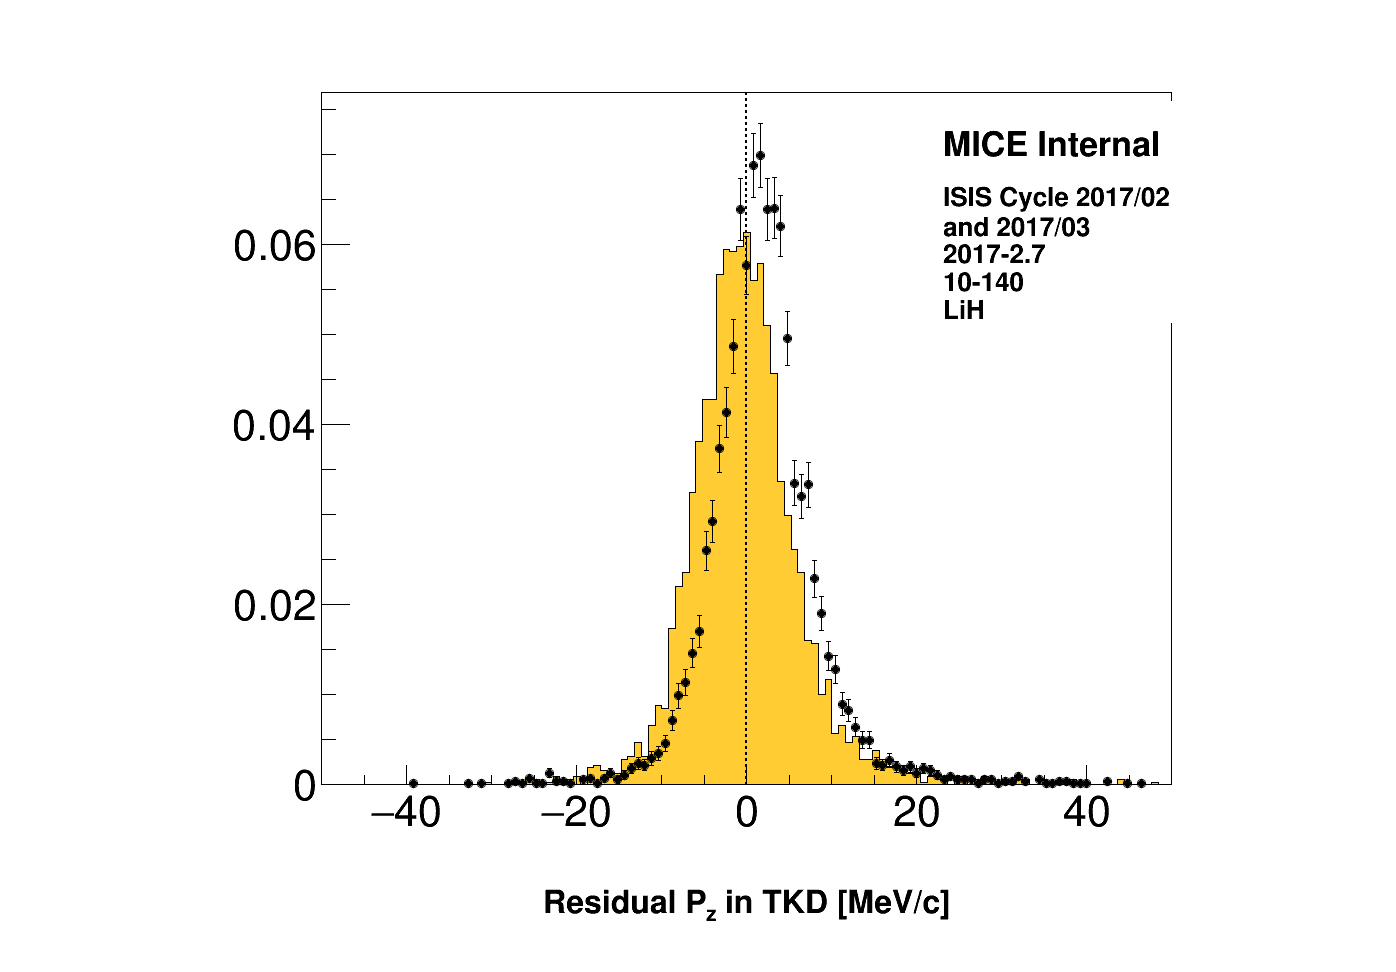 MICE Internal
ISIS Cycle 2017/02
and 2017/03
2017-2.7
10-140
LiH
0.06
0.04
0.02
0
−40 −20 0 20 40
Residual Pz in TKD [MeV/c]